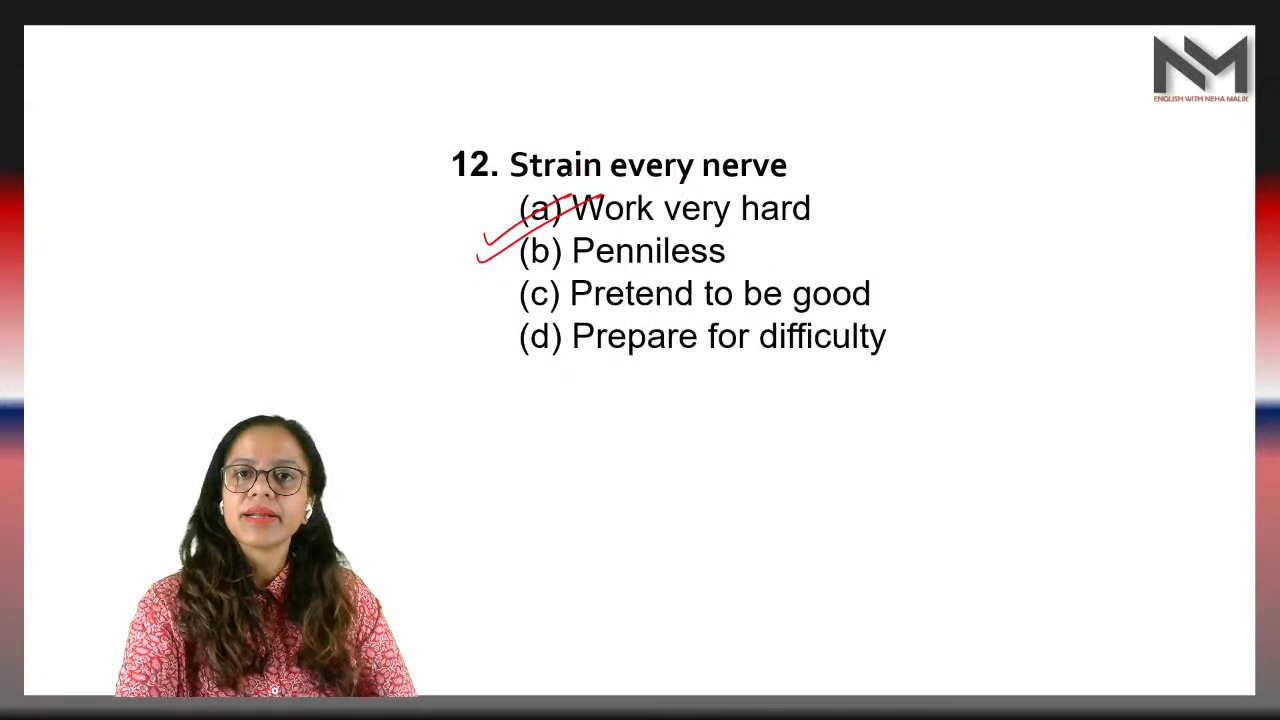 NM
ENGLISH WITH NEHA MALIK
12. Strain every nerve
(a) Work very hard
(b) Penniless
(c) Pretend to be good
(d) Prepare for difficulty